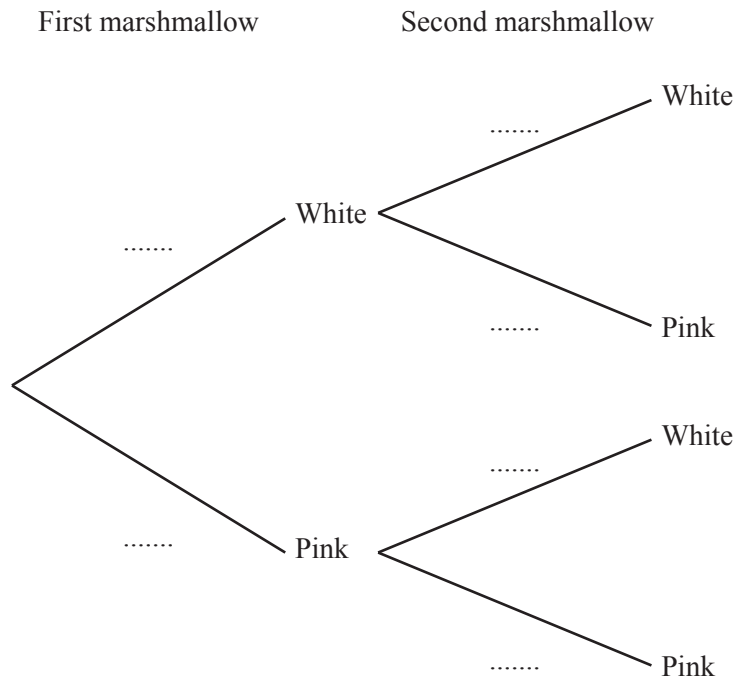 First marshmallow Second marshmallow
White
.......
White
.......
.......
Pink
White
.......
.......
Pink
.......
Pink